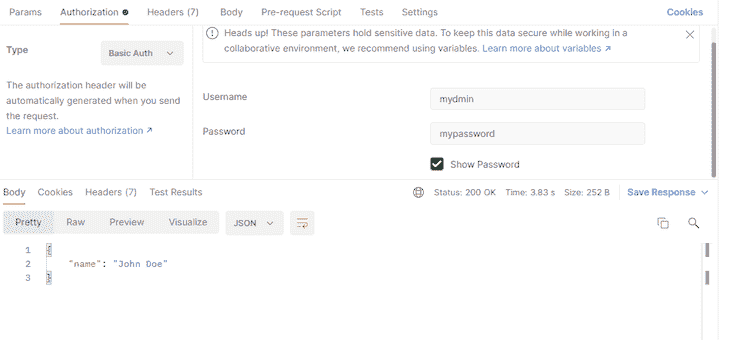 Params Authorization Headers (7) Body Pre-request Script Tests Settings Cookies
Type Basic Auth
The authorization header will be
automatically generated when you send
the request.
Learn more about authorization ↗
Heads up! These parameters hold sensitive data. To keep this data secure while working in a
collaborative environment, we recommend using variables. Learn more about variables ↗
Username mydmin
Password mypassword
Show Password
Body Cookies Headers (7) Test Results Status: 200 OK Time: 3.83 s Size: 252 B Save Response
Pretty Raw Preview Visualize JSON
1 {
2 "name": "John Doe"
3 }